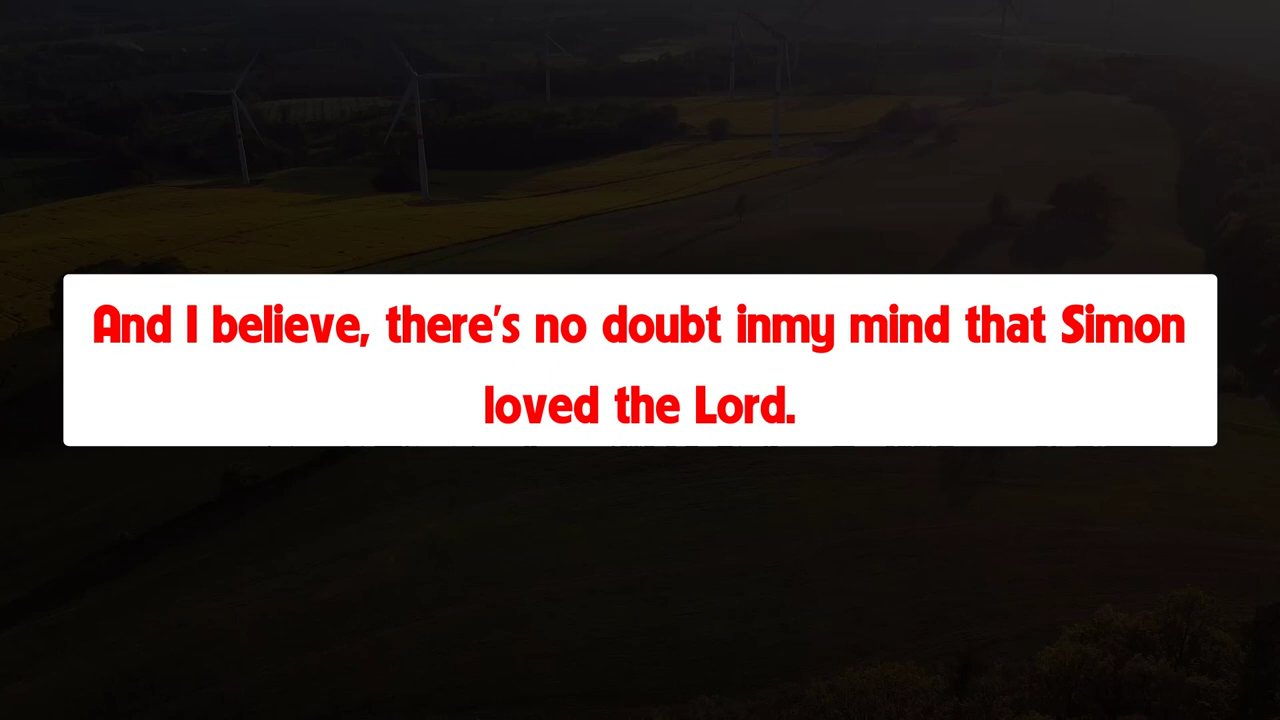 And I believe, there's no doubt inmy mind that Simon
loved the Lord.